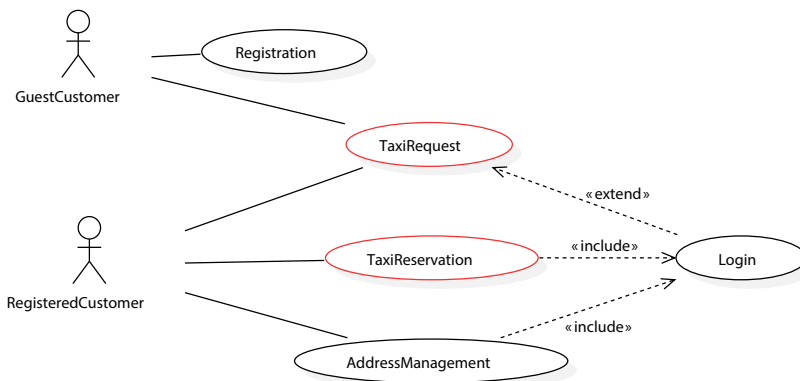 Registration
GuestCustomer
TaxiRequest
«extend»
TaxiReservation
«include»
Login
RegisteredCustomer
«include»
AddressManagement